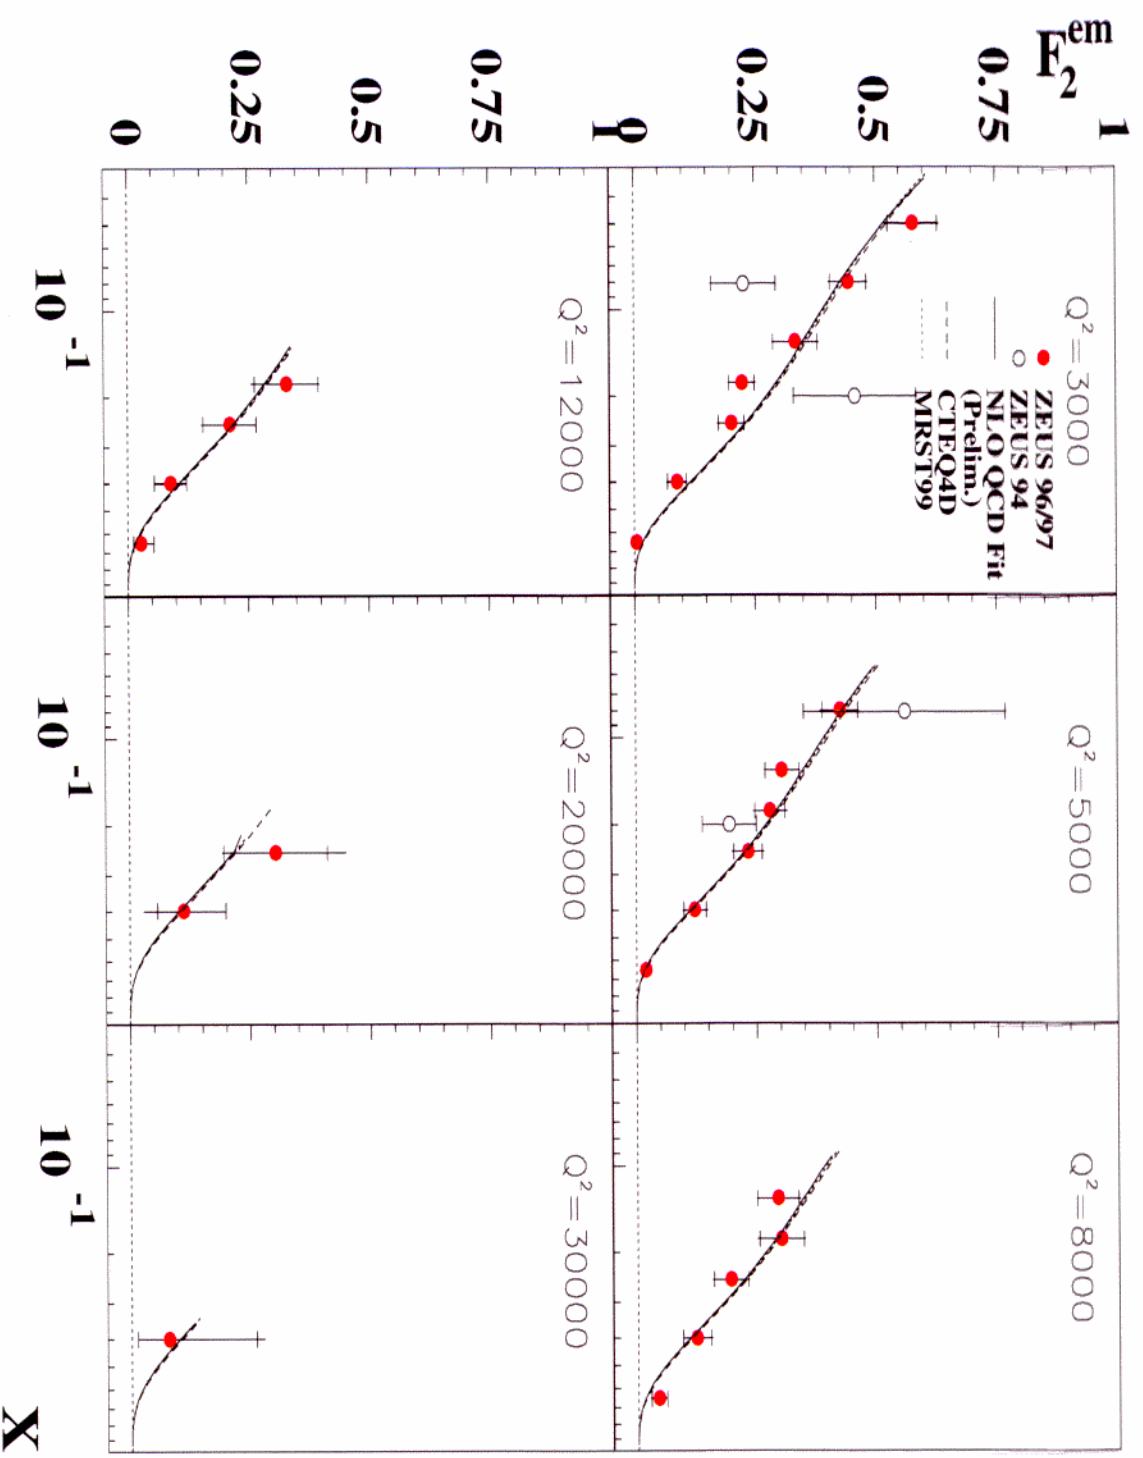 F₂ᵉᵐ
1
0.75
0.5
0.25
0
Q²=3000
ZEUS 96/97
ZEUS 94
NLO QCD Fit
(Prelim.)
CTEQ4D
MRST99
Q²=5000
Q²=8000
1
0.75
0.5
0.25
0
Q²=12000
Q²=20000
Q²=30000
10⁻¹
10⁻¹
10⁻¹
X